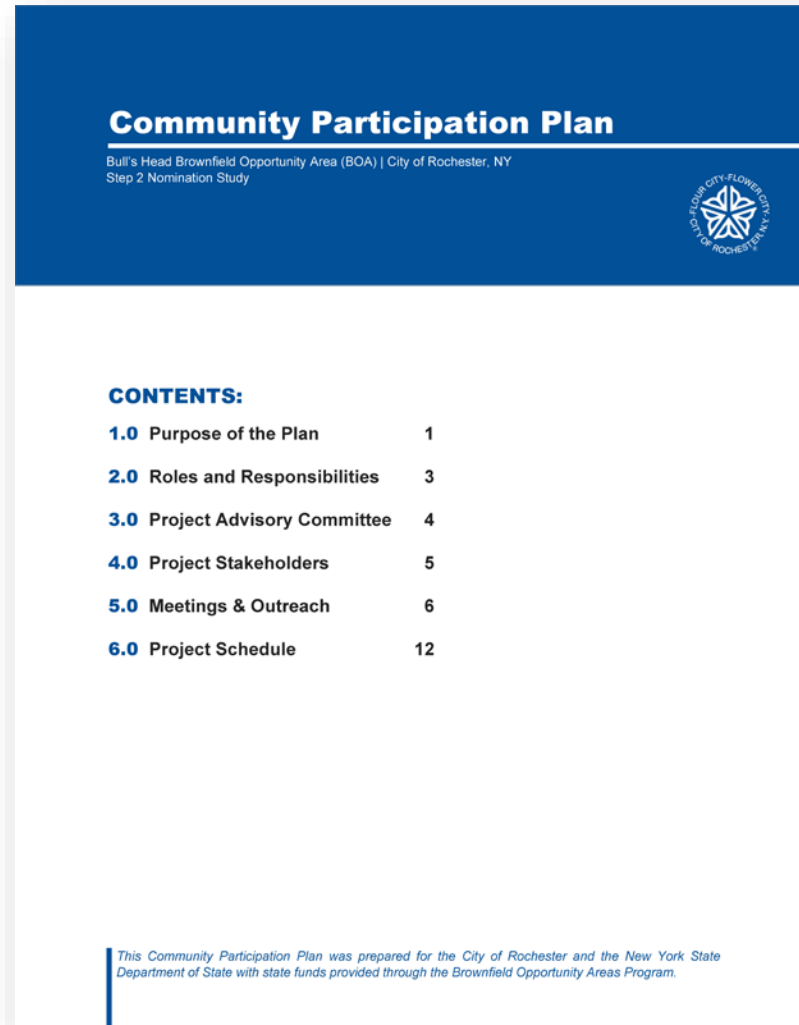 Community Participation Plan
Bull's Head Brownfield Opportunity Area (BOA) | City of Rochester, NY
Step 2 Nomination Study
FLOUR CITY-FLOWER CITY-
-CITY OF ROCHESTER, N.Y.-
CONTENTS:
1.0 Purpose of the Plan 1
2.0 Roles and Responsibilities 3
3.0 Project Advisory Committee 4
4.0 Project Stakeholders 5
5.0 Meetings & Outreach 6
6.0 Project Schedule 12
This Community Participation Plan was prepared for the City of Rochester and the New York State
Department of State with state funds provided through the Brownfield Opportunity Areas Program.